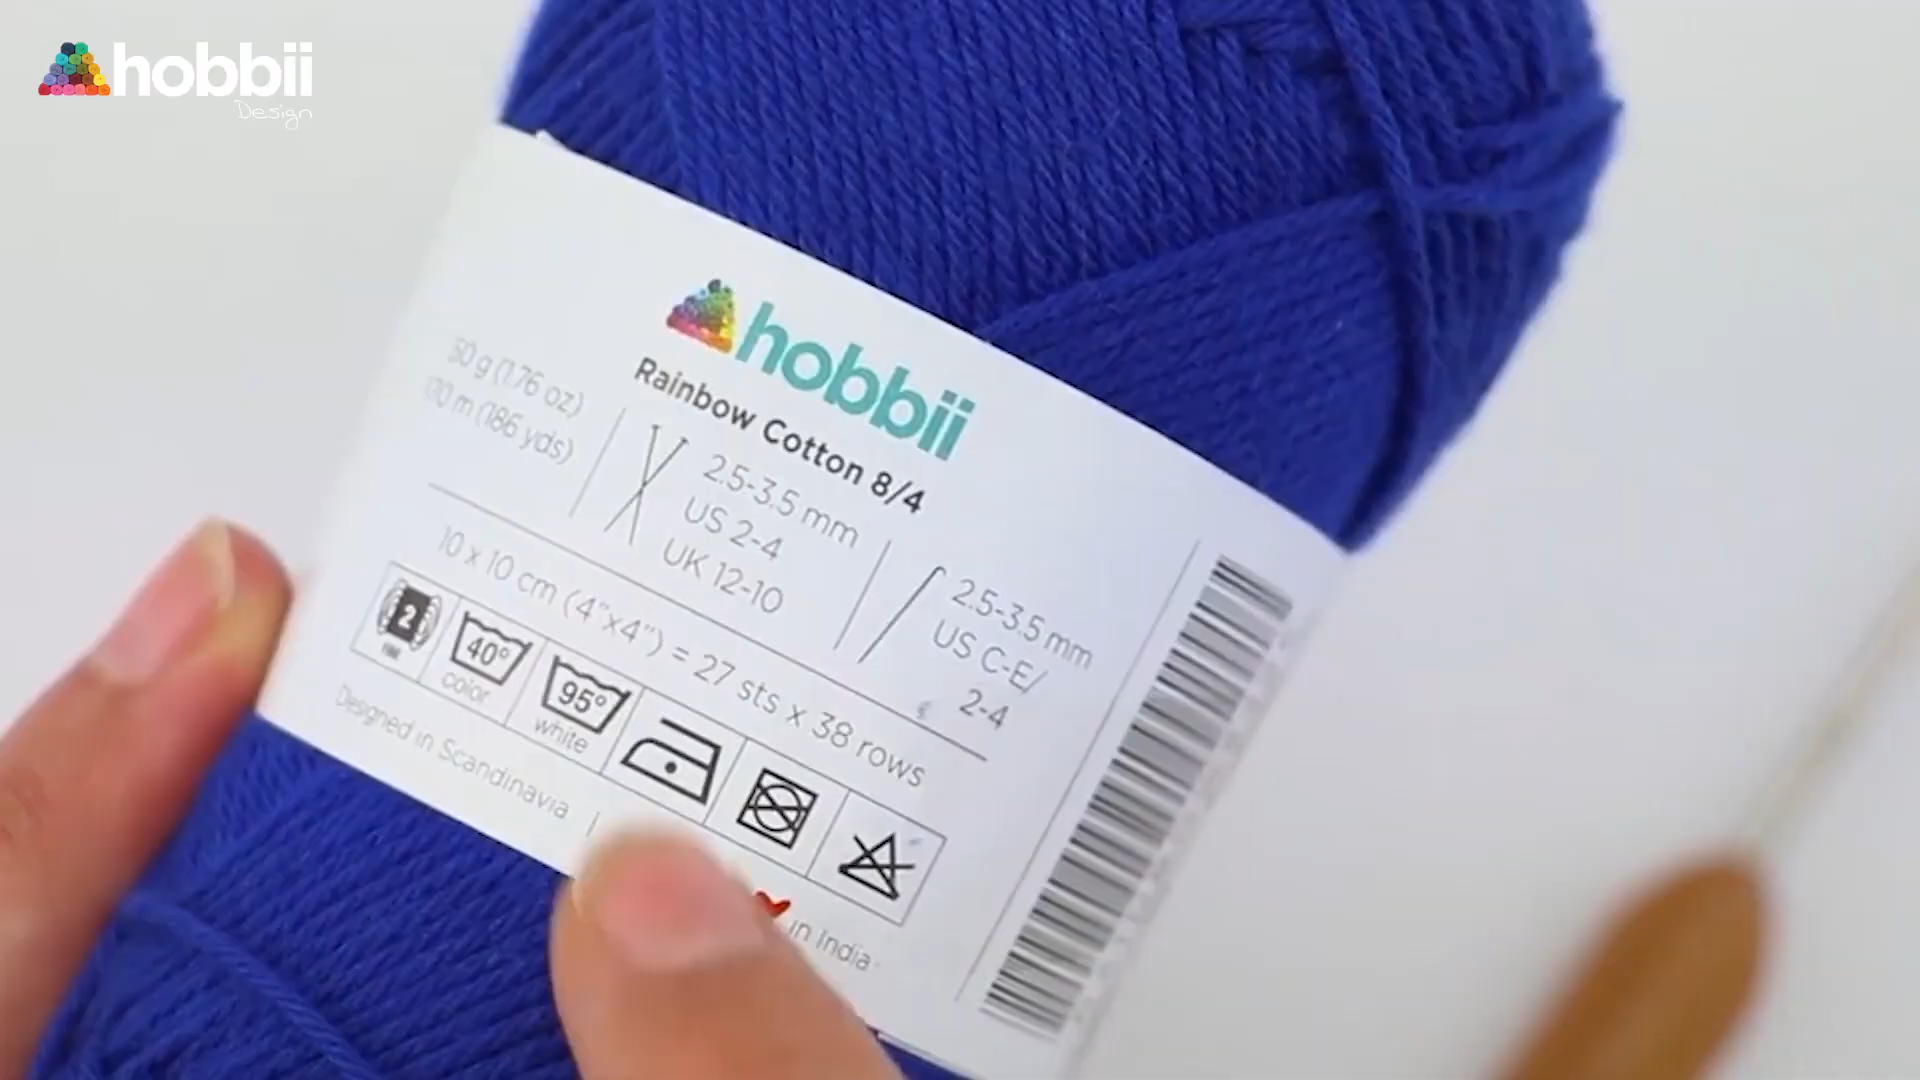 hobbii
Design
hobbii
Rainbow Cotton 8/4
50 g (1.76 oz)
m (186 yds)
2.5-3.5 mm
US 2-4
UK 12-10
2.5-3.5 mm
US C-E/
2-4
10 x 10 cm (4"x4") = 27 sts x 38 rows
2
FINE
40°
color
95°
white
Designed in Scandinavia |
in India